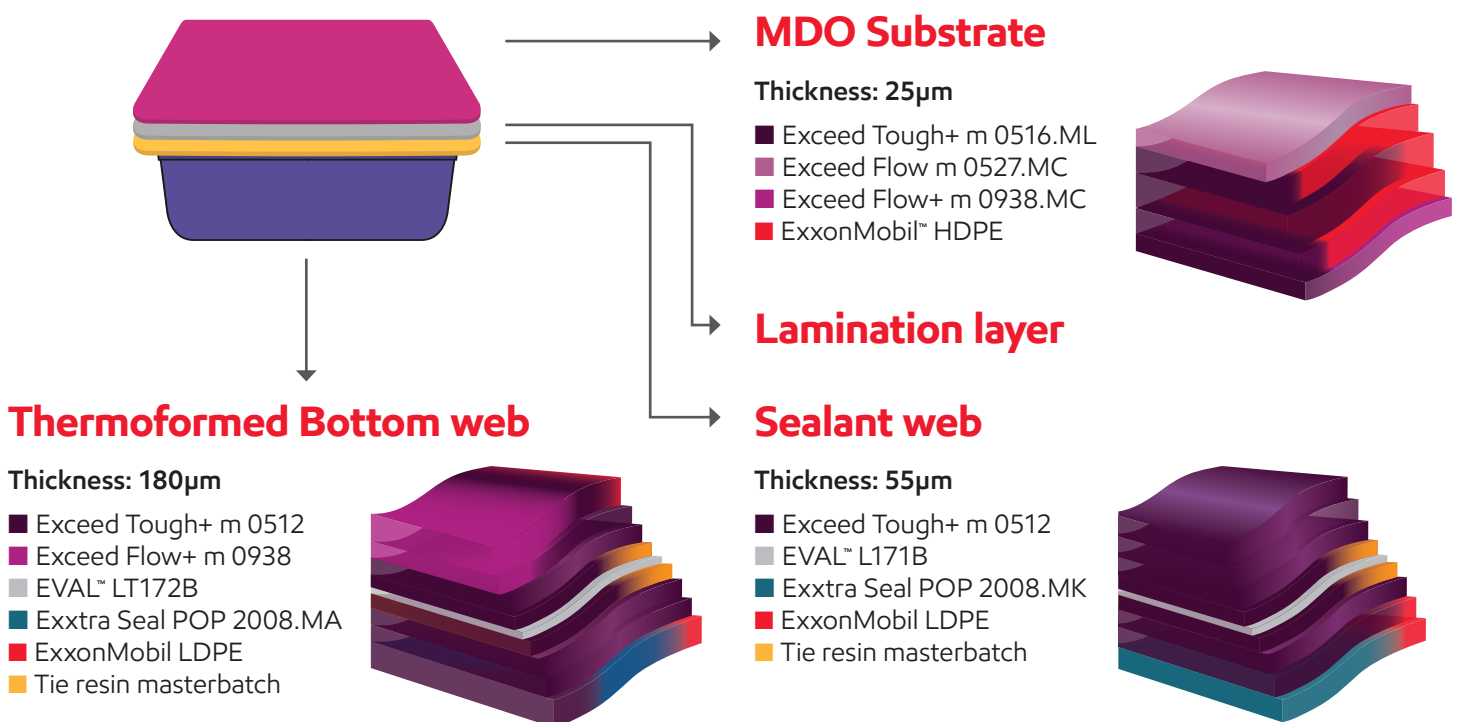 MDO Substrate
Thickness: 25µm
Exceed Tough+ m 0516.ML
Exceed Flow m 0527.MC
Exceed Flow+ m 0938.MC
ExxonMobil™ HDPE
Lamination layer
Thermoformed Bottom web
Thickness: 180µm
Exceed Tough+ m 0512
Exceed Flow+ m 0938
EVAL™ LT172B
Exxtra Seal POP 2008.MA
ExxonMobil LDPE
Tie resin masterbatch
Sealant web
Thickness: 55µm
Exceed Tough+ m 0512
EVAL™ L171B
Exxtra Seal POP 2008.MK
ExxonMobil LDPE
Tie resin masterbatch